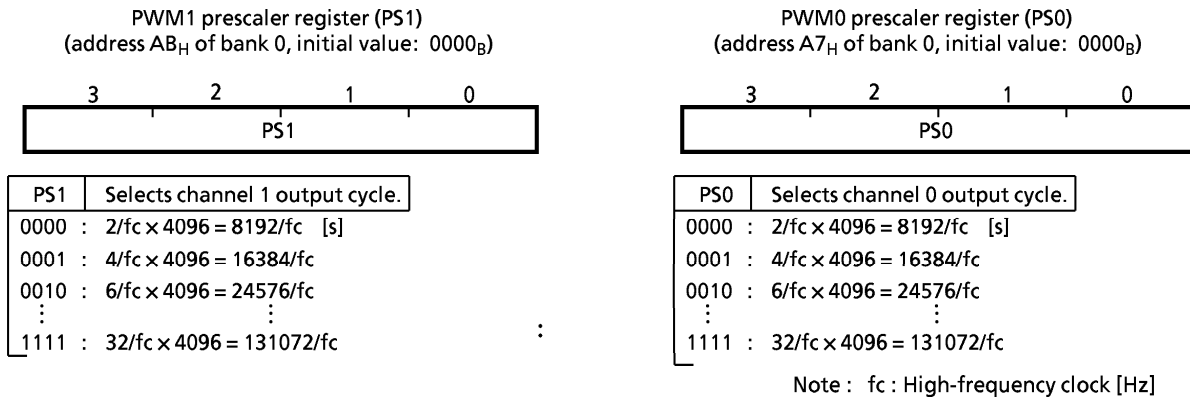 PWM1 prescaler register (PS1)
(address ABH of bank 0, initial value: 0000B)
3 2 1 0
PS1
PS1 Selects channel 1 output cycle.
0000 : 2/fc × 4096 = 8192/fc [s]
0001 : 4/fc × 4096 = 16384/fc
0010 : 6/fc × 4096 = 24576/fc
⋮ ⋮
1111 : 32/fc × 4096 = 131072/fc
:
PWM0 prescaler register (PS0)
(address A7H of bank 0, initial value: 0000B)
3 2 1 0
PS0
PS0 Selects channel 0 output cycle.
0000 : 2/fc × 4096 = 8192/fc [s]
0001 : 4/fc × 4096 = 16384/fc
0010 : 6/fc × 4096 = 24576/fc
⋮ ⋮
1111 : 32/fc × 4096 = 131072/fc
Note : fc : High-frequency clock [Hz]